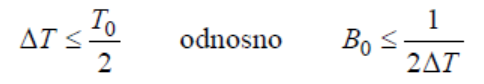 ΔT ≤ T₀/2 odnosno B₀ ≤ 1/(2ΔT)